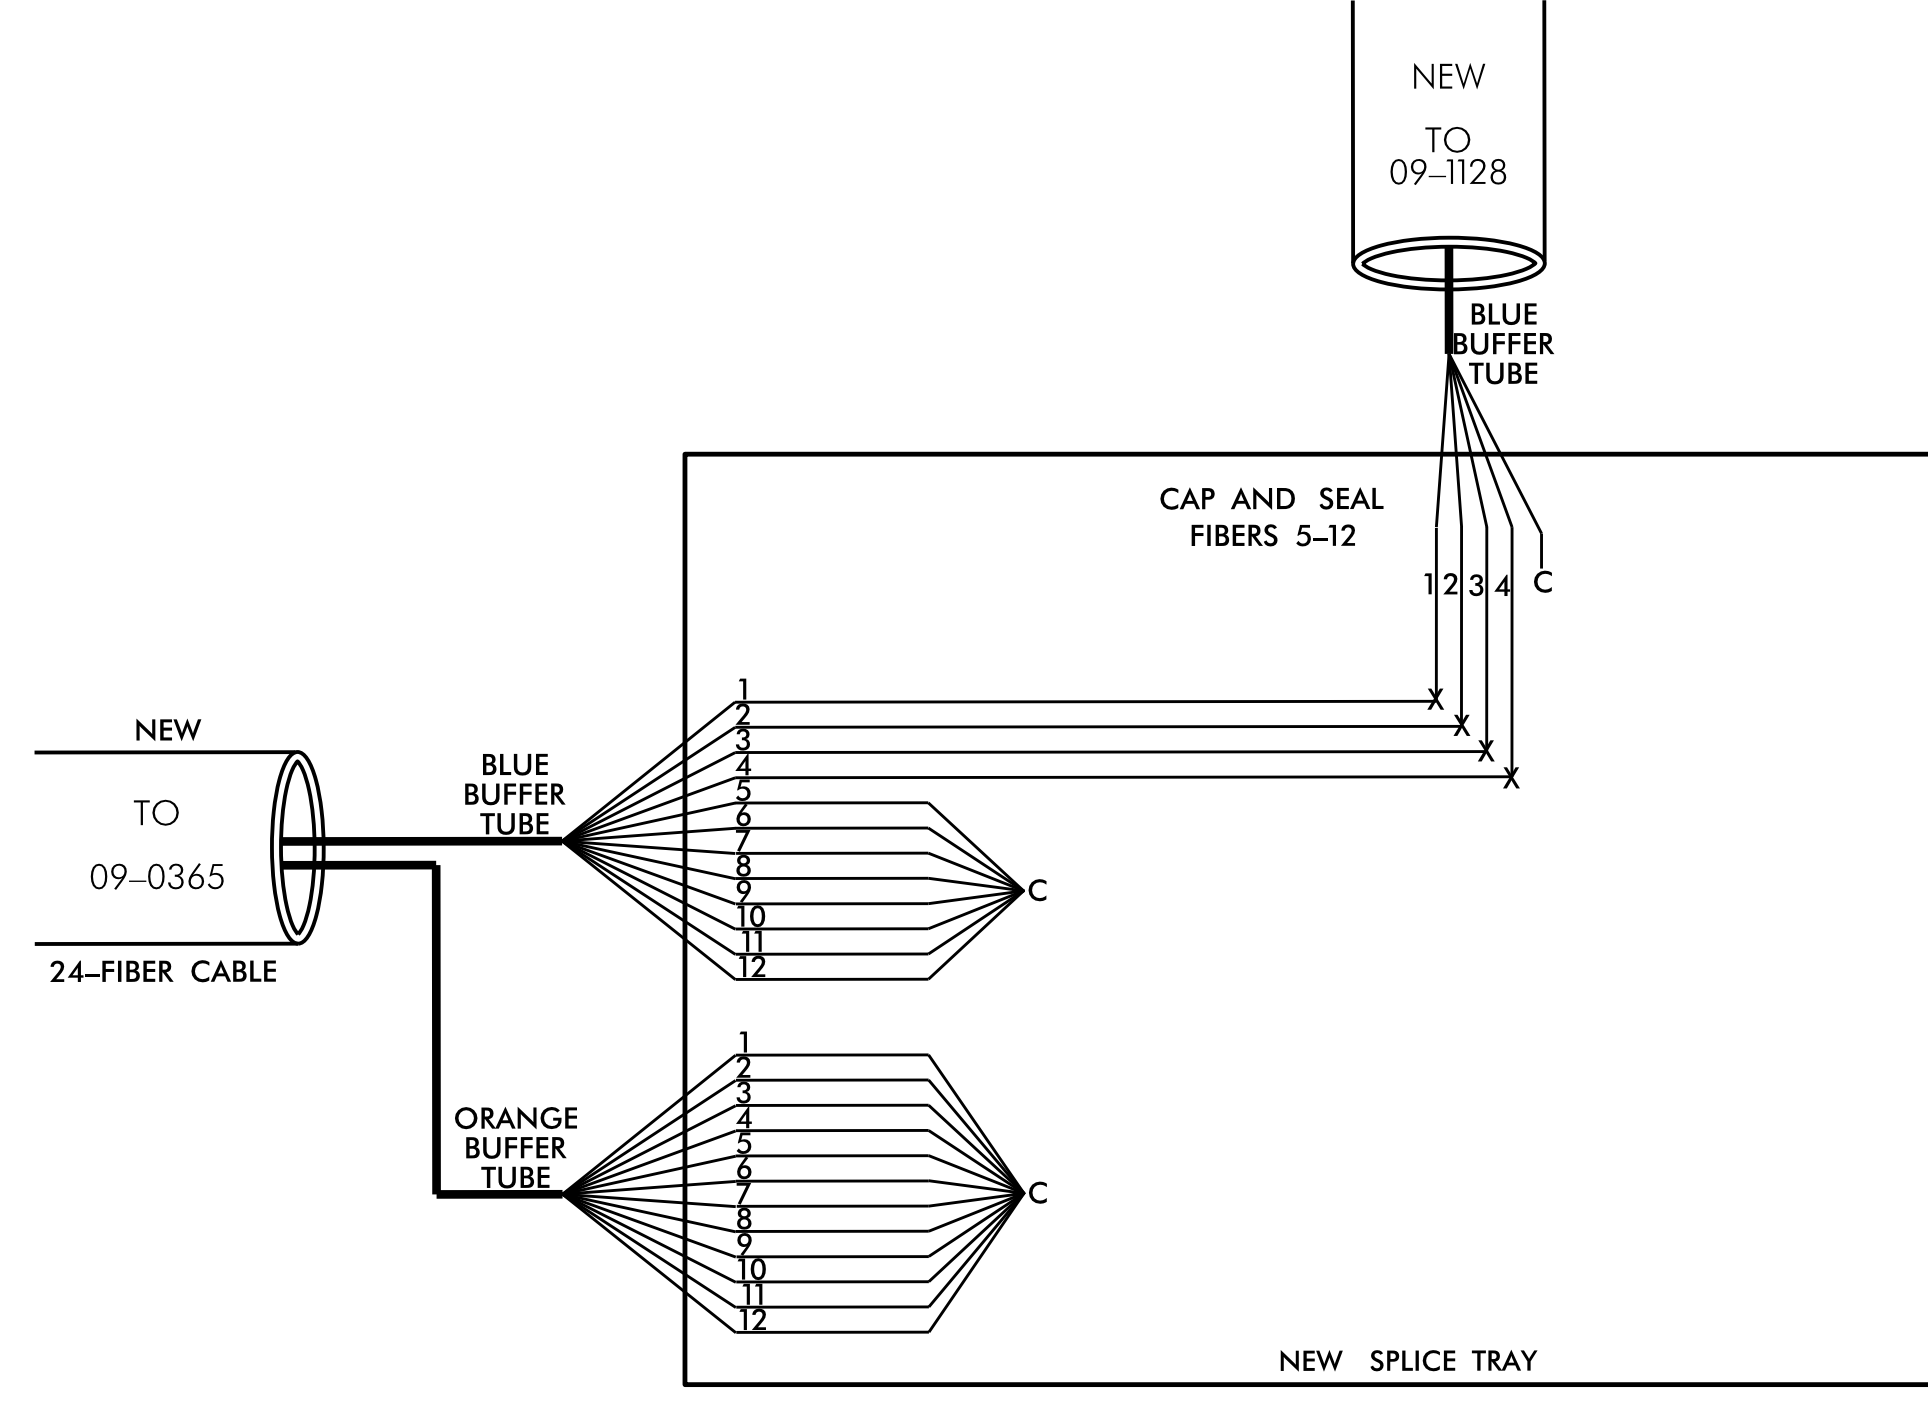 NEW
TO
09-1128
BLUE
BUFFER
TUBE
CAP AND SEAL
FIBERS 5-12
1 2 3 4 C
NEW
TO
09-0365
24-FIBER CABLE
BLUE
BUFFER
TUBE
1
2
3
4
5
6
7
8
9
10
11
12
X
X
X
X
C
ORANGE
BUFFER
TUBE
1
2
3
4
5
6
7
8
9
10
11
12
C
NEW SPLICE TRAY